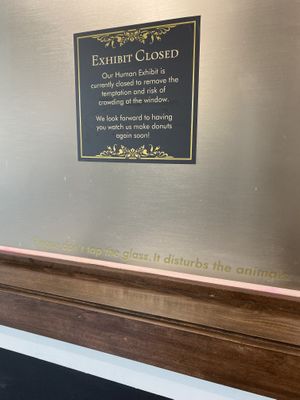 EXHIBIT CLOSED
Our Human Exhibit is
currently closed to remove the
temptation and risk of
crowding at the window.
We look forward to having
you watch us make donuts
again soon!
tap the glass. It disturbs the animals